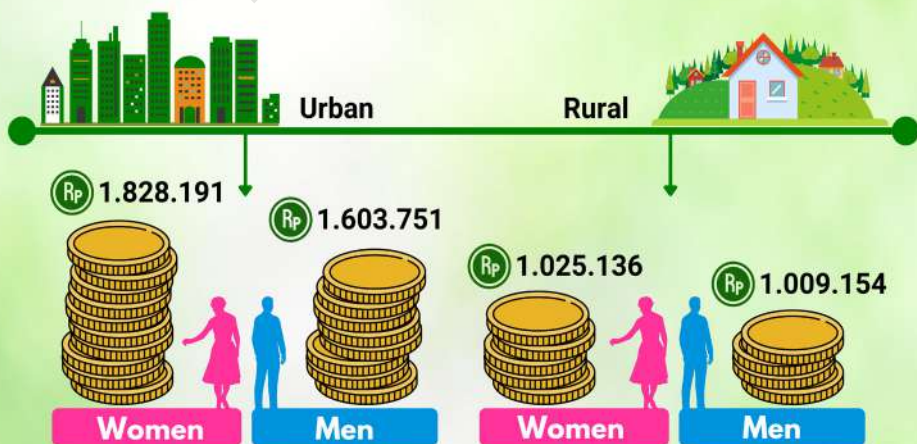 Urban
Rural
Rp 1.828.191
Rp 1.603.751
Rp 1.025.136
Rp 1.009.154
Women
Men
Women
Men